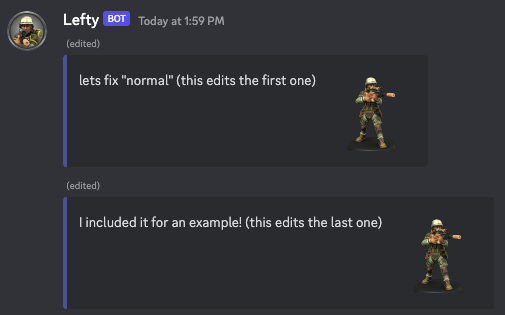 Lefty BOT Today at 1:59 PM
(edited)
lets fix "normal" (this edits the first one)
(edited)
I included it for an example! (this edits the last one)